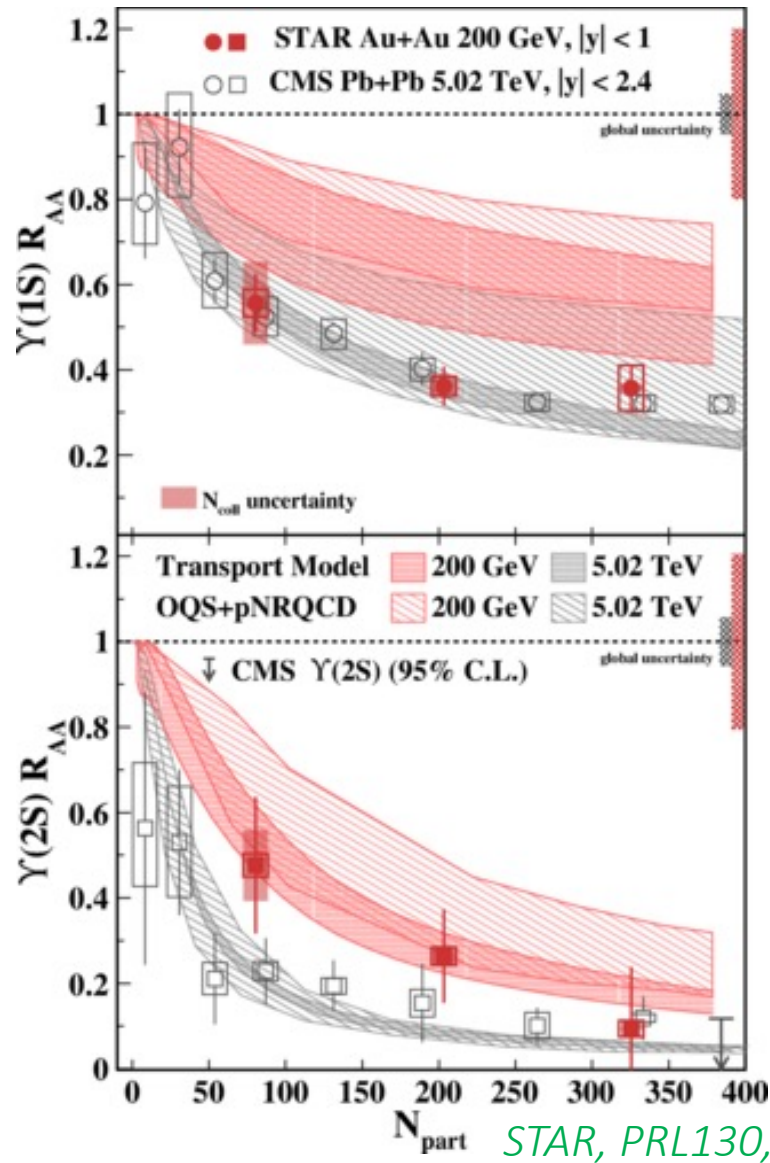 1.2
● ■ STAR Au+Au 200 GeV, |y| < 1
○ □ CMS Pb+Pb 5.02 TeV, |y| < 2.4
1
global uncertainty
0.8
0.6
0.4
0.2
ϒ(1S) R_AA
N_coll uncertainty
1.2
Transport Model 200 GeV 5.02 TeV
OQS+pNRQCD 200 GeV 5.02 TeV
1
global uncertainty
CMS ϒ(2S) (95% C.L.)
0.8
0.6
0.4
0.2
0
ϒ(2S) R_AA
0 50 100 150 200 250 300 350 400
N_part
STAR, PRL130,